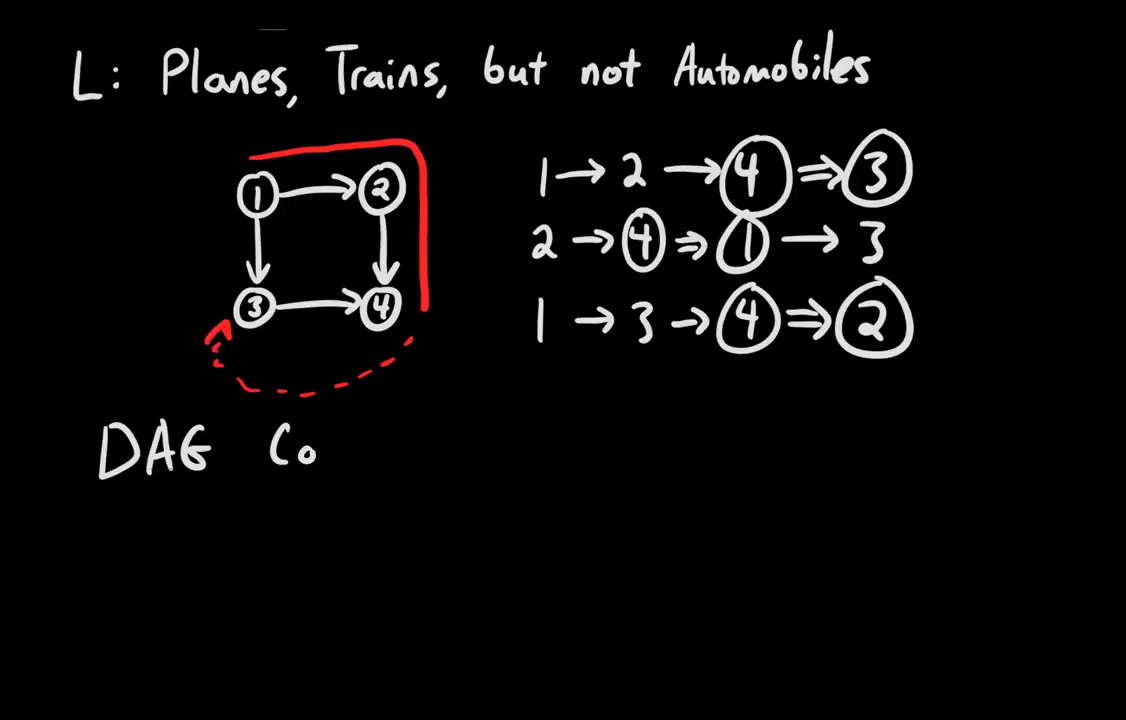 L: Planes, Trains, but not Automobiles
1 → 2 → 4 ⇒ 3
1 2
2 → 4 ⇒ 1 → 3
3 4
1 → 3 → 4 ⇒ 2
DAG Co